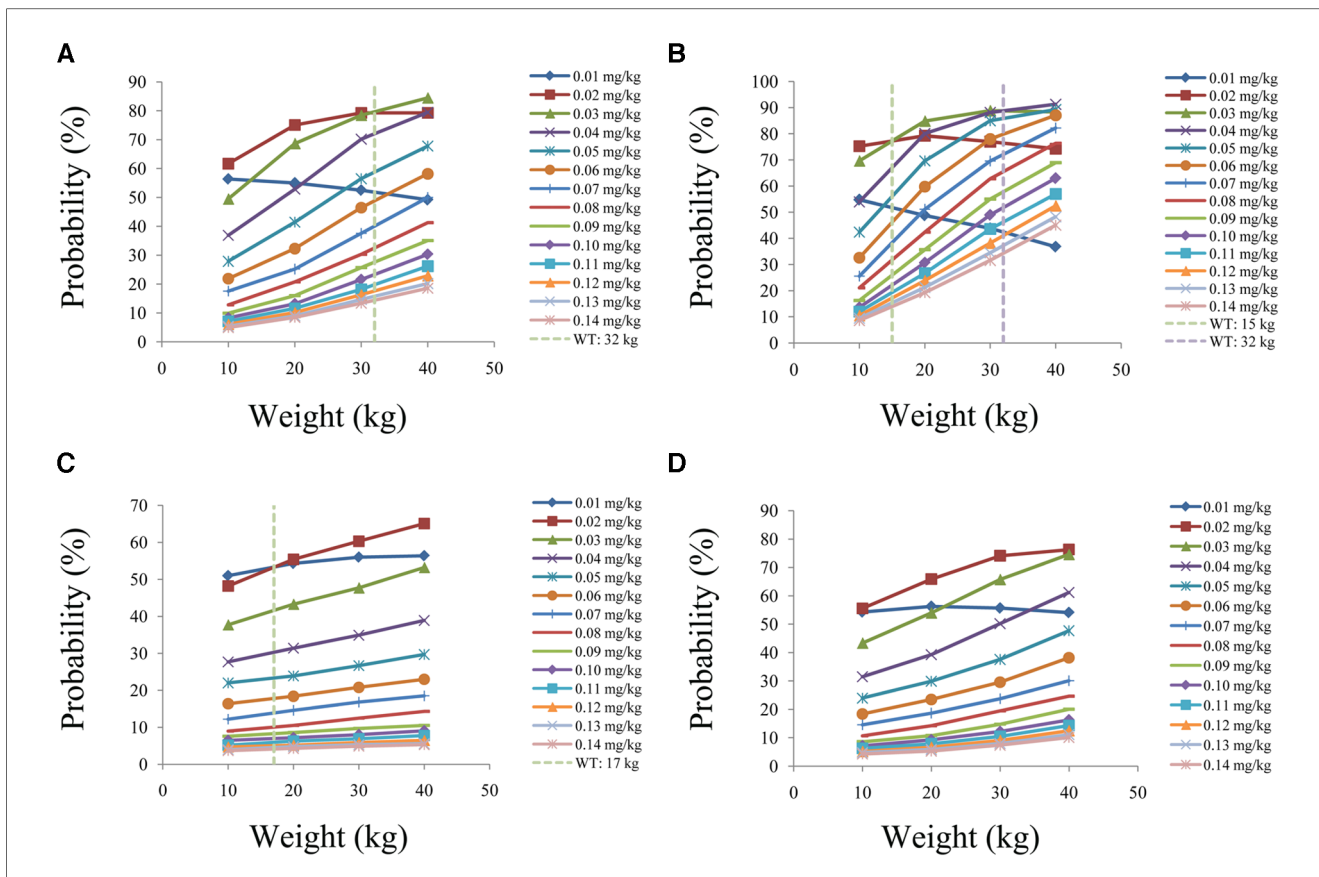 A
Probability (%)
90
80
70
60
50
40
30
20
10
0
0
10
20
30
40
50
Weight (kg)
0.01 mg/kg
0.02 mg/kg
0.03 mg/kg
0.04 mg/kg
0.05 mg/kg
0.06 mg/kg
0.07 mg/kg
0.08 mg/kg
0.09 mg/kg
0.10 mg/kg
0.11 mg/kg
0.12 mg/kg
0.13 mg/kg
0.14 mg/kg
WT: 32 kg
B
Probability (%)
100
90
80
70
60
50
40
30
20
10
0
0
10
20
30
40
50
Weight (kg)
0.01 mg/kg
0.02 mg/kg
0.03 mg/kg
0.04 mg/kg
0.05 mg/kg
0.06 mg/kg
0.07 mg/kg
0.08 mg/kg
0.09 mg/kg
0.10 mg/kg
0.11 mg/kg
0.12 mg/kg
0.13 mg/kg
0.14 mg/kg
WT: 15 kg
WT: 32 kg
C
Probability (%)
70
60
50
40
30
20
10
0
0
10
20
30
40
50
Weight (kg)
0.01 mg/kg
0.02 mg/kg
0.03 mg/kg
0.04 mg/kg
0.05 mg/kg
0.06 mg/kg
0.07 mg/kg
0.08 mg/kg
0.09 mg/kg
0.10 mg/kg
0.11 mg/kg
0.12 mg/kg
0.13 mg/kg
0.14 mg/kg
WT: 17 kg
D
Probability (%)
90
80
70
60
50
40
30
20
10
0
0
10
20
30
40
50
Weight (kg)
0.01 mg/kg
0.02 mg/kg
0.03 mg/kg
0.04 mg/kg
0.05 mg/kg
0.06 mg/kg
0.07 mg/kg
0.08 mg/kg
0.09 mg/kg
0.10 mg/kg
0.11 mg/kg
0.12 mg/kg
0.13 mg/kg
0.14 mg/kg